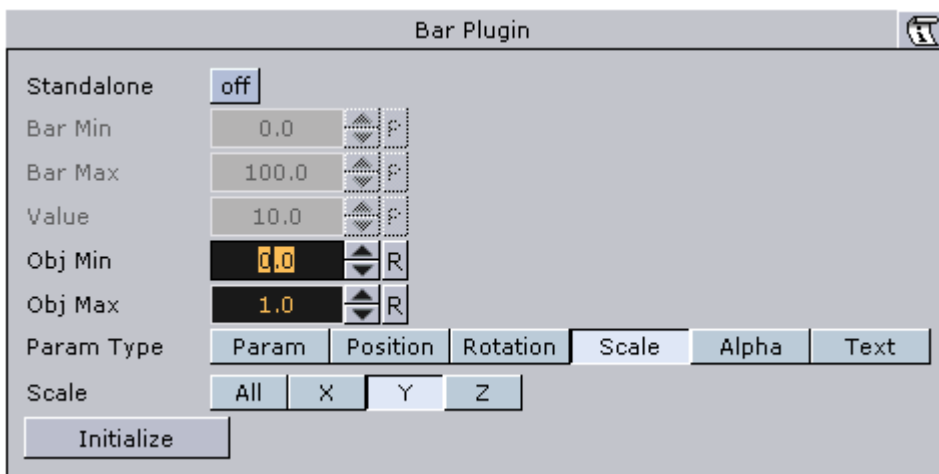 Bar Plugin
Standalone off
Bar Min 0.0
Bar Max 100.0
Value 10.0
Obj Min 0.0 R
Obj Max 1.0 R
Param Type Param Position Rotation Scale Alpha Text
Scale All X Y Z
Initialize